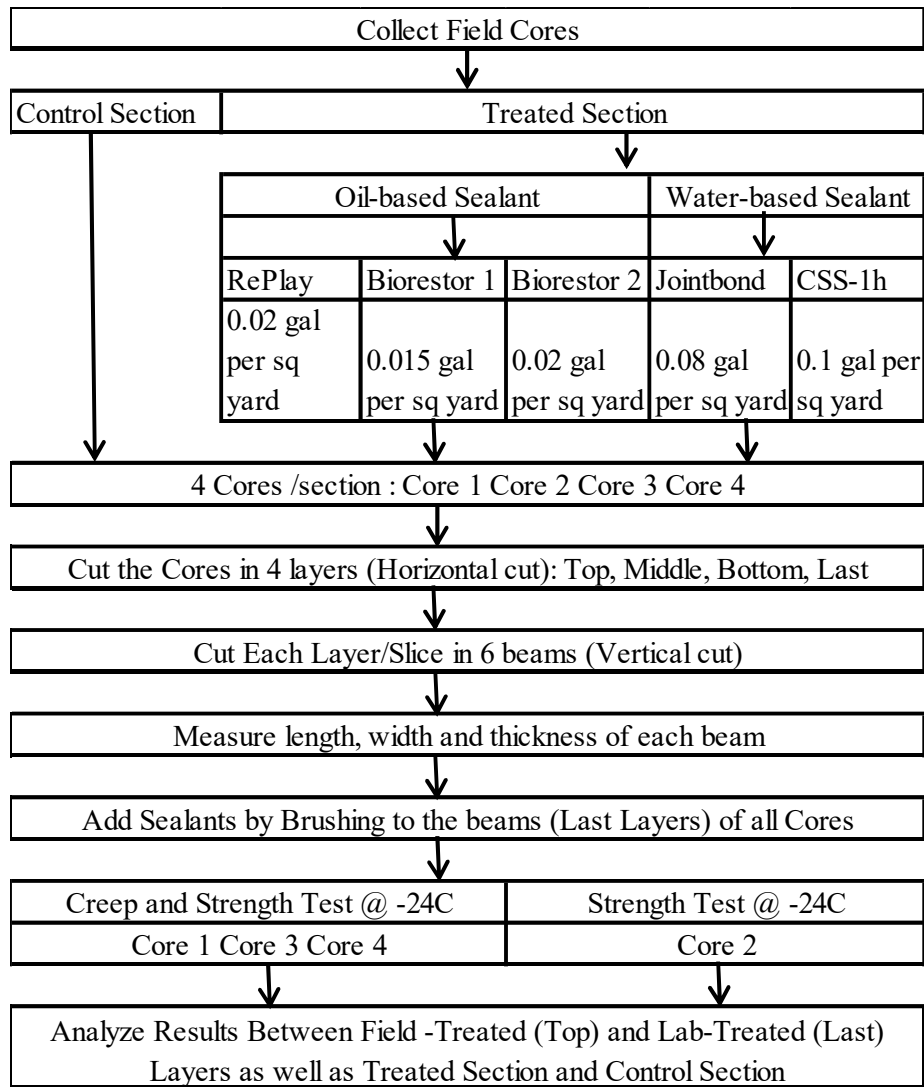 Collect Field Cores
Control Section
Treated Section
Oil-based Sealant
Water-based Sealant
RePlay
Biorestor 1
Biorestor 2
Jointbond
CSS-1h
0.02 gal
per sq
yard
0.015 gal
per sq yard
0.02 gal
per sq yard
0.08 gal
per sq yard
0.1 gal per
sq yard
4 Cores /section : Core 1 Core 2 Core 3 Core 4
Cut the Cores in 4 layers (Horizontal cut): Top, Middle, Bottom, Last
Cut Each Layer/Slice in 6 beams (Vertical cut)
Measure length, width and thickness of each beam
Add Sealants by Brushing to the beams (Last Layers) of all Cores
Creep and Strength Test @ -24C
Strength Test @ -24C
Core 1 Core 3 Core 4
Core 2
Analyze Results Between Field -Treated (Top) and Lab-Treated (Last)
Layers as well as Treated Section and Control Section